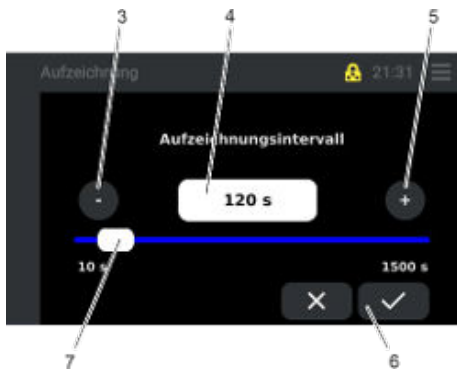 3 4 5
Aufzeichnung 21:31
Aufzeichnungsintervall
- 120 s +
10 s 1500 s
7 6